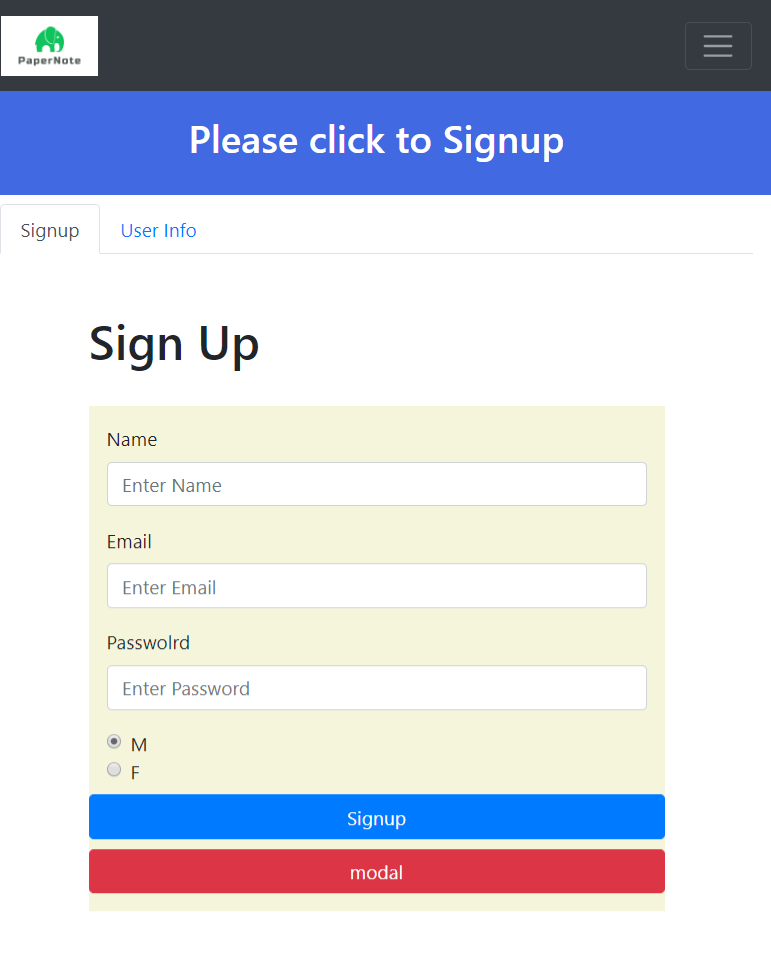 PaperNote
Please click to Signup
Signup User Info
Sign Up
Name
Enter Name
Email
Enter Email
Passwolrd
Enter Password
M
F
Signup
modal